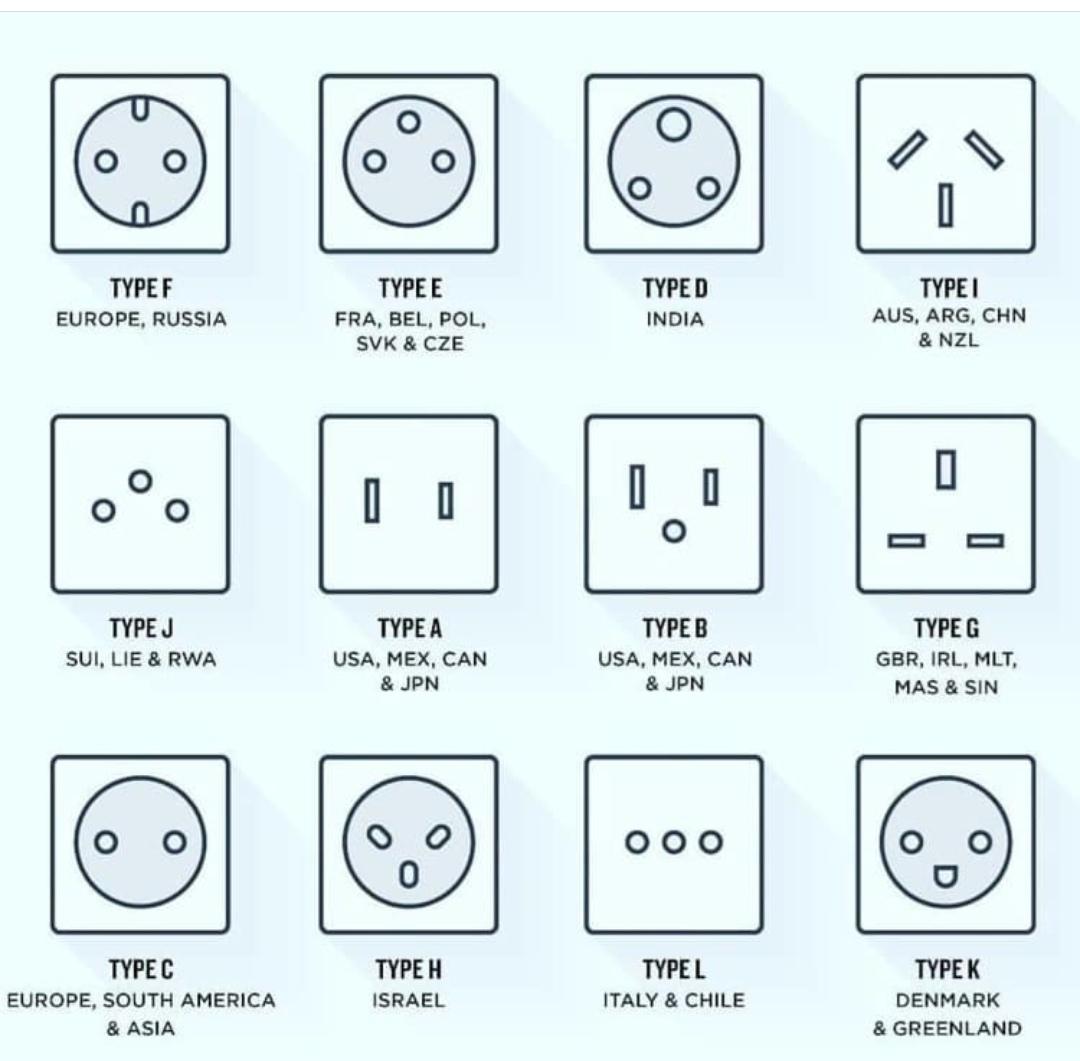 TYPE F
EUROPE, RUSSIA
TYPE E
FRA, BEL, POL,
SVK & CZE
TYPE D
INDIA
TYPE I
AUS, ARG, CHN
& NZL
TYPE J
SUI, LIE & RWA
TYPE A
USA, MEX, CAN
& JPN
TYPE B
USA, MEX, CAN
& JPN
TYPE G
GBR, IRL, MLT,
MAS & SIN
TYPE C
EUROPE, SOUTH AMERICA
& ASIA
TYPE H
ISRAEL
TYPE L
ITALY & CHILE
TYPE K
DENMARK
& GREENLAND